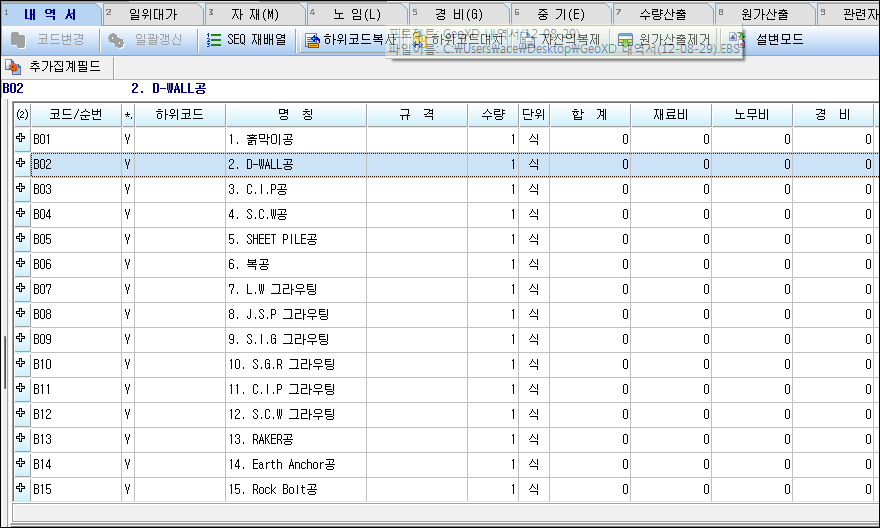 1 내 역 서 2 일위대가 3 자 재(M) 4 노 임(L) 5 경 비(G) 6 중 기(E) 7 수량산출 8 원가산출 9 관련자
코드변경 일괄갱신 SEQ 재배열 하위코드복사 하위코드대치 자산의복제 원가산출제거 설변모드
프로젝트: GeoXD 내역서(12-08-29)
파일이름: C:\Users\ace\Desktop\GeoXD 내역서(12-08-29).EBS
추가집계필드
B02 2. D-WALL공
(2) 코드/순번 *. 하위코드 명 칭 규 격 수량 단위 합 계 재료비 노무비 경 비
B01 Y 1. 흙막이공 1 식 0 0 0 0
B02 Y 2. D-WALL공 1 식 0 0 0 0
B03 Y 3. C.I.P공 1 식 0 0 0 0
B04 Y 4. S.C.W공 1 식 0 0 0 0
B05 Y 5. SHEET PILE공 1 식 0 0 0 0
B06 Y 6. 복공 1 식 0 0 0 0
B07 Y 7. L.W 그라우팅 1 식 0 0 0 0
B08 Y 8. J.S.P 그라우팅 1 식 0 0 0 0
B09 Y 9. S.I.G 그라우팅 1 식 0 0 0 0
B10 Y 10. S.G.R 그라우팅 1 식 0 0 0 0
B11 Y 11. C.I.P 그라우팅 1 식 0 0 0 0
B12 Y 12. S.C.W 그라우팅 1 식 0 0 0 0
B13 Y 13. RAKER공 1 식 0 0 0 0
B14 Y 14. Earth Anchor공 1 식 0 0 0 0
B15 Y 15. Rock Bolt공 1 식 0 0 0 0